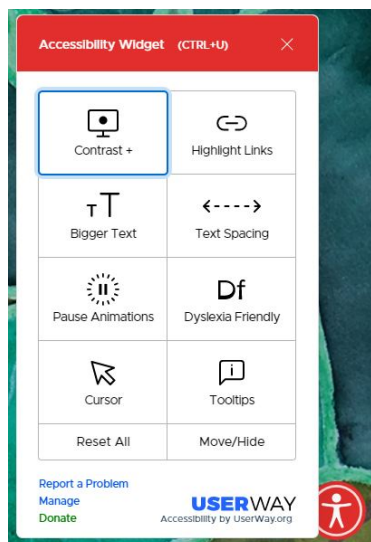 Accessibility Widget (CTRL+U)
Contrast +
Highlight Links
TT
Bigger Text
Text Spacing
Pause Animations
Df
Dyslexia Friendly
Cursor
i
Tooltips
Reset All
Move/Hide
Report a Problem
Manage
Donate
USERWAY
Accessibility by UserWay.org